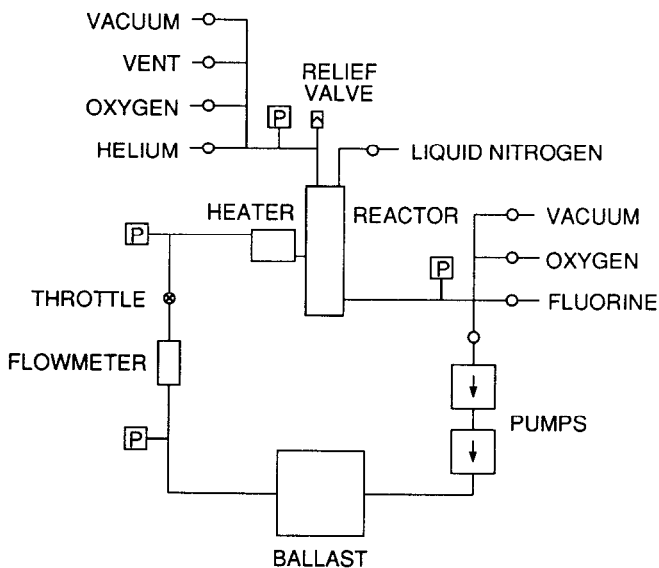 VACUUM
VENT
OXYGEN
HELIUM
P
RELIEF
VALVE
LIQUID NITROGEN
HEATER
REACTOR
VACUUM
P
P
OXYGEN
THROTTLE
FLUORINE
FLOWMETER
PUMPS
P
BALLAST